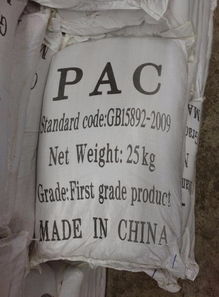 PAC
Standard code:GB15892-2009
Net Weight: 25kg
Grade:First grade product
MADE IN CHINA